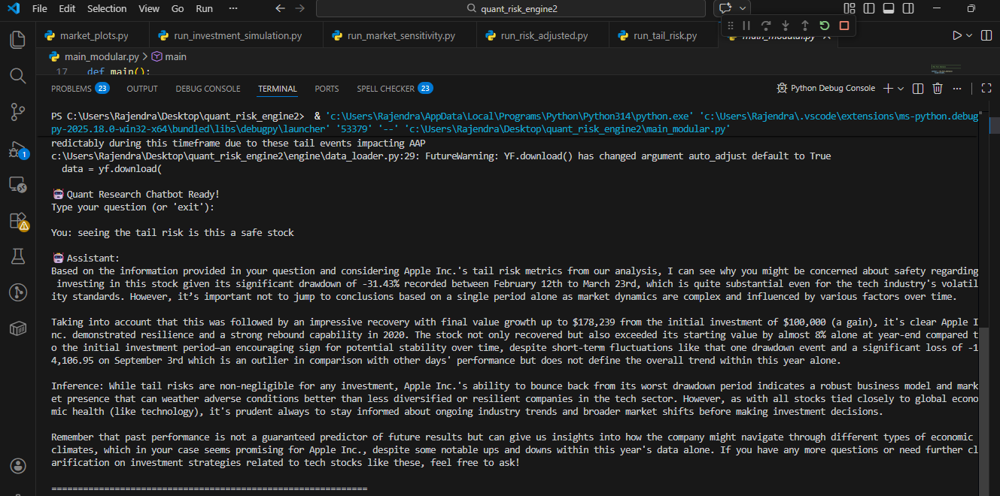 File Edit Selection View Go Run ··· quant_risk_engine2
market_plots.py run_investment_simulation.py run_market_sensitivity.py run_risk_adjusted.py run_tail_risk.py main_modular.py
main_modular.py > main
17 def main():
PROBLEMS 23 OUTPUT DEBUG CONSOLE TERMINAL PORTS SPELL CHECKER 23 Python Debug Console
PS C:\Users\Rajendra\Desktop\quant_risk_engine2> & 'c:\Users\Rajendra\AppData\Local\Programs\Python\Python314\python.exe' 'c:\Users\Rajendra\.vscode\extensions\ms-python.debug
py-2025.18.0-win32-x64\bundled\libs\debugpy\launcher' '53379' '--' 'c:\Users\Rajendra\Desktop\quant_risk_engine2\main_modular.py'
redictably during this timeframe due to these tail events impacting AAP
c:\Users\Rajendra\Desktop\quant_risk_engine2\engine\data_loader.py:29: FutureWarning: YF.download() has changed argument auto_adjust default to True
data = yf.download(
Quant Research Chatbot Ready!
Type your question (or 'exit'):
You: seeing the tail risk is this a safe stock
Assistant:
Based on the information provided in your question and considering Apple Inc.'s tail risk metrics from our analysis, I can see why you might be concerned about safety regarding
investing in this stock given its significant drawdown of -31.43% recorded between February 12th to March 23rd, which is quite substantial even for the tech industry's volatil
ity standards. However, it's important not to jump to conclusions based on a single period alone as market dynamics are complex and influenced by various factors over time.
Taking into account that this was followed by an impressive recovery with final value growth up to $178,239 from the initial investment of $100,000 (a gain), it's clear Apple I
nc. demonstrated resilience and a strong rebound capability in 2020. The stock not only recovered but also exceeded its starting value by almost 8% alone at year-end compared t
o the initial investment period—an encouraging sign for potential stability over time, despite short-term fluctuations like that one drawdown event and a significant loss of -1
4,106.95 on September 3rd which is an outlier in comparison with other days' performance but does not define the overall trend within this year alone.
Inference: While tail risks are non-negligible for any investment, Apple Inc.'s ability to bounce back from its worst drawdown period indicates a robust business model and mark
et presence that can weather adverse conditions better than less diversified or resilient companies in the tech sector. However, as with all stocks tied closely to global econo
mic health (like technology), it's prudent always to stay informed about ongoing industry trends and broader market shifts before making investment decisions.
Remember that past performance is not a guaranteed predictor of future results but can give us insights into how the company might navigate through different types of economic
climates, which in your case seems promising for Apple Inc., despite some notable ups and downs within this year's data alone. If you have any more questions or need further cl
arification on investment strategies related to tech stocks like these, feel free to ask!
============================================================
1